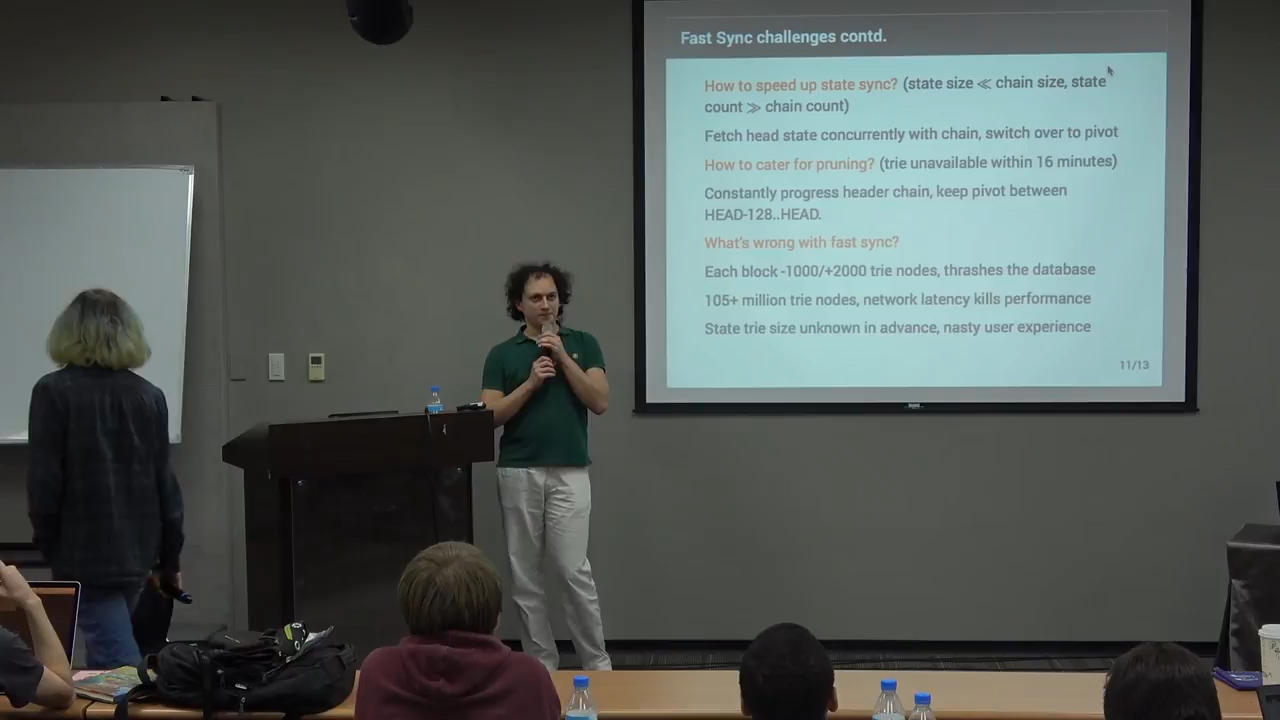 Fast Sync challenges contd.
How to speed up state sync? (state size ≪ chain size, state
count ≫ chain count)
Fetch head state concurrently with chain, switch over to pivot
How to cater for pruning? (trie unavailable within 16 minutes)
Constantly progress header chain, keep pivot between
HEAD-128..HEAD.
What's wrong with fast sync?
Each block -1000/+2000 trie nodes, thrashes the database
105+ million trie nodes, network latency kills performance
State trie size unknown in advance, nasty user experience
11/13